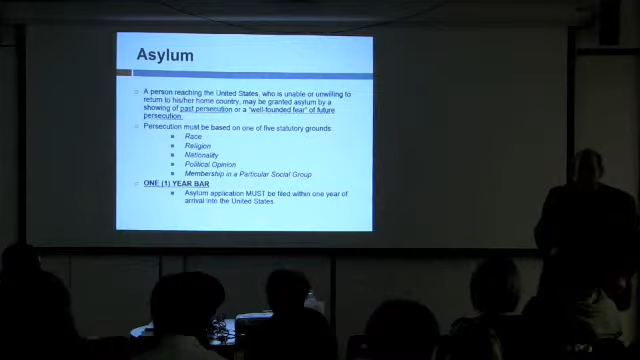 Asylum
A person reaching the United States, who is unable or unwilling to
return to his/her home country, may be granted asylum by a
showing of past persecution or a "well-founded fear" of future
persecution.
Persecution must be based on one of five statutory grounds:
Race
Religion
Nationality
Political Opinion
Membership in a Particular Social Group
ONE (1) YEAR BAR
Asylum application MUST be filed within one year of
arrival into the United States.